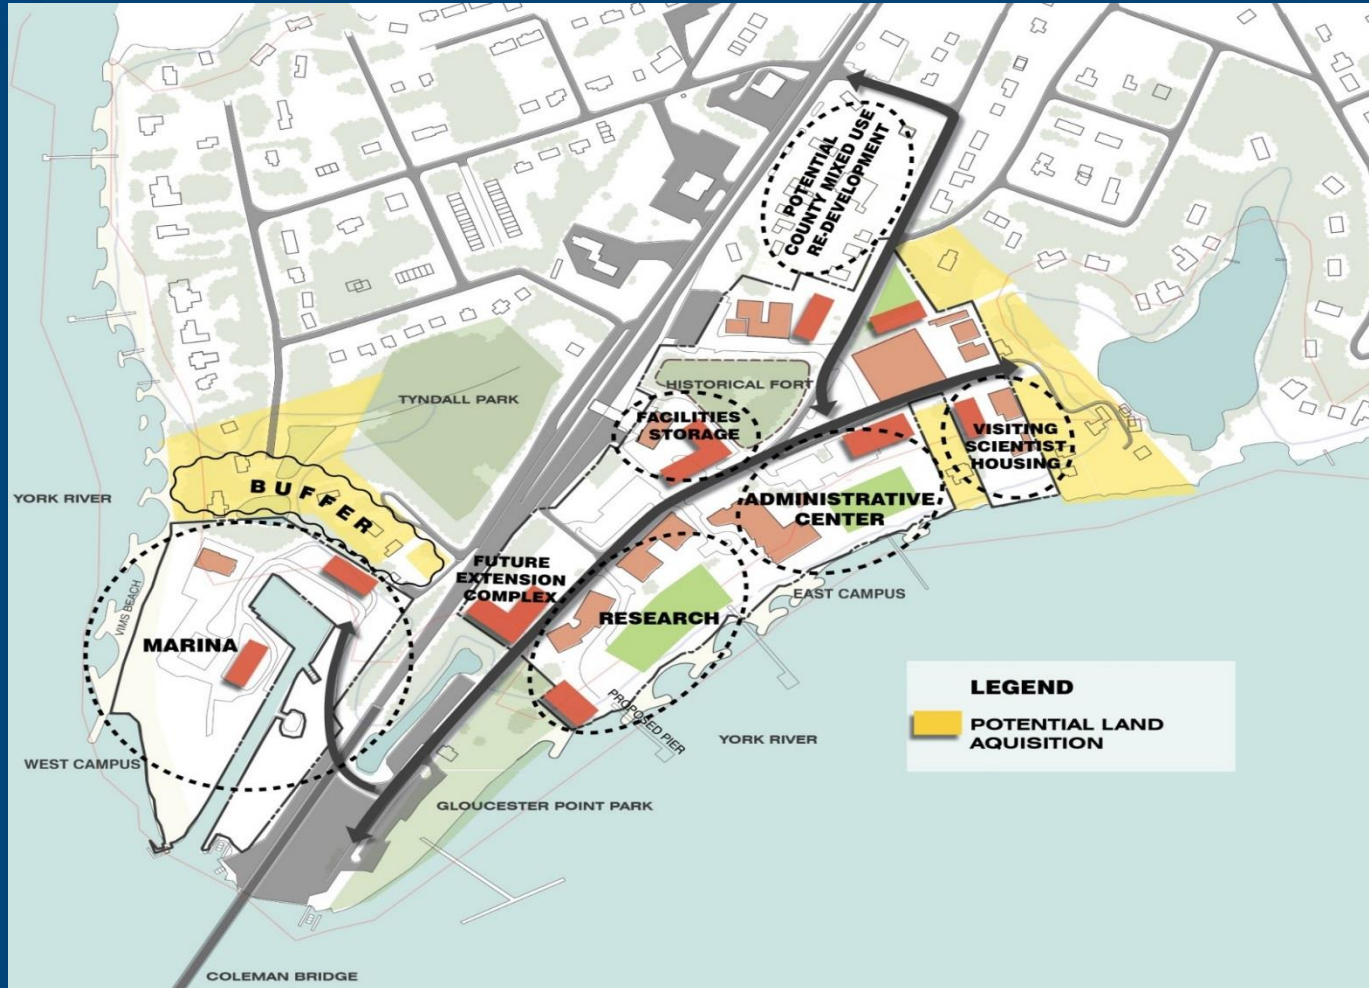 POTENTIAL
COUNTY MIXED USE
RE-DEVELOPMENT
HISTORICAL FORT
TYNDALL PARK
FACILITIES
STORAGE
VISITING
SCIENTIST
HOUSING
YORK RIVER
BUFFER
ADMINISTRATIVE
CENTER
FUTURE
EXTENSION
COMPLEX
EAST CAMPUS
VIMS BEACH
RESEARCH
MARINA
PROPOSED PIER
YORK RIVER
WEST CAMPUS
GLOUCESTER POINT PARK
COLEMAN BRIDGE
LEGEND
POTENTIAL LAND
AQUISITION